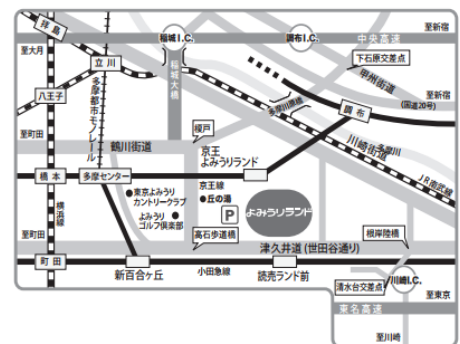 拝島
稲城I.C.
調布I.C.
至新宿
中央高速
至大月
立川
稲城大橋
下石原交差点
甲州街道
八王子
多摩都市モノレール
多摩川原橋
至新宿
(国道20号)
調布
至町田
鶴川街道
榎戸
川崎街道
多摩川
京王
よみうりランド
JR南武線
橋本
多摩センター
京王線
横浜線
東京よみうり
カントリークラブ
丘の湯
P
よみうりランド
よみうり
ゴルフ倶楽部
高石歩道橋
根岸陸橋
至町田
津久井道(世田谷通り)
町田
新百合ヶ丘
小田急線
読売ランド前
清水台交差点
川崎I.C.
至東京
東名高速
至川崎